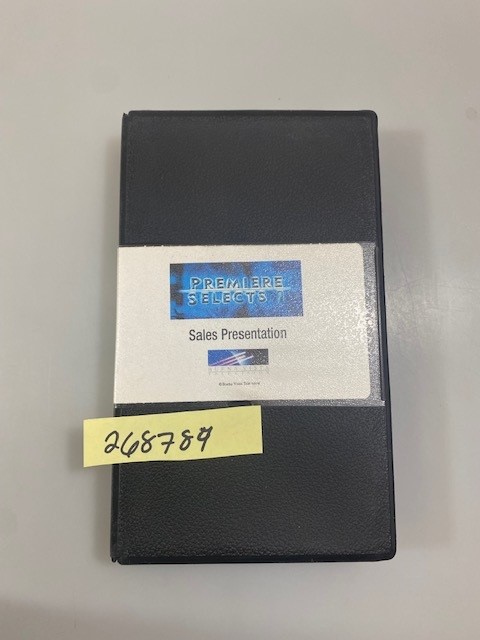 PREMIERE
SELECTS
Sales Presentation
268789